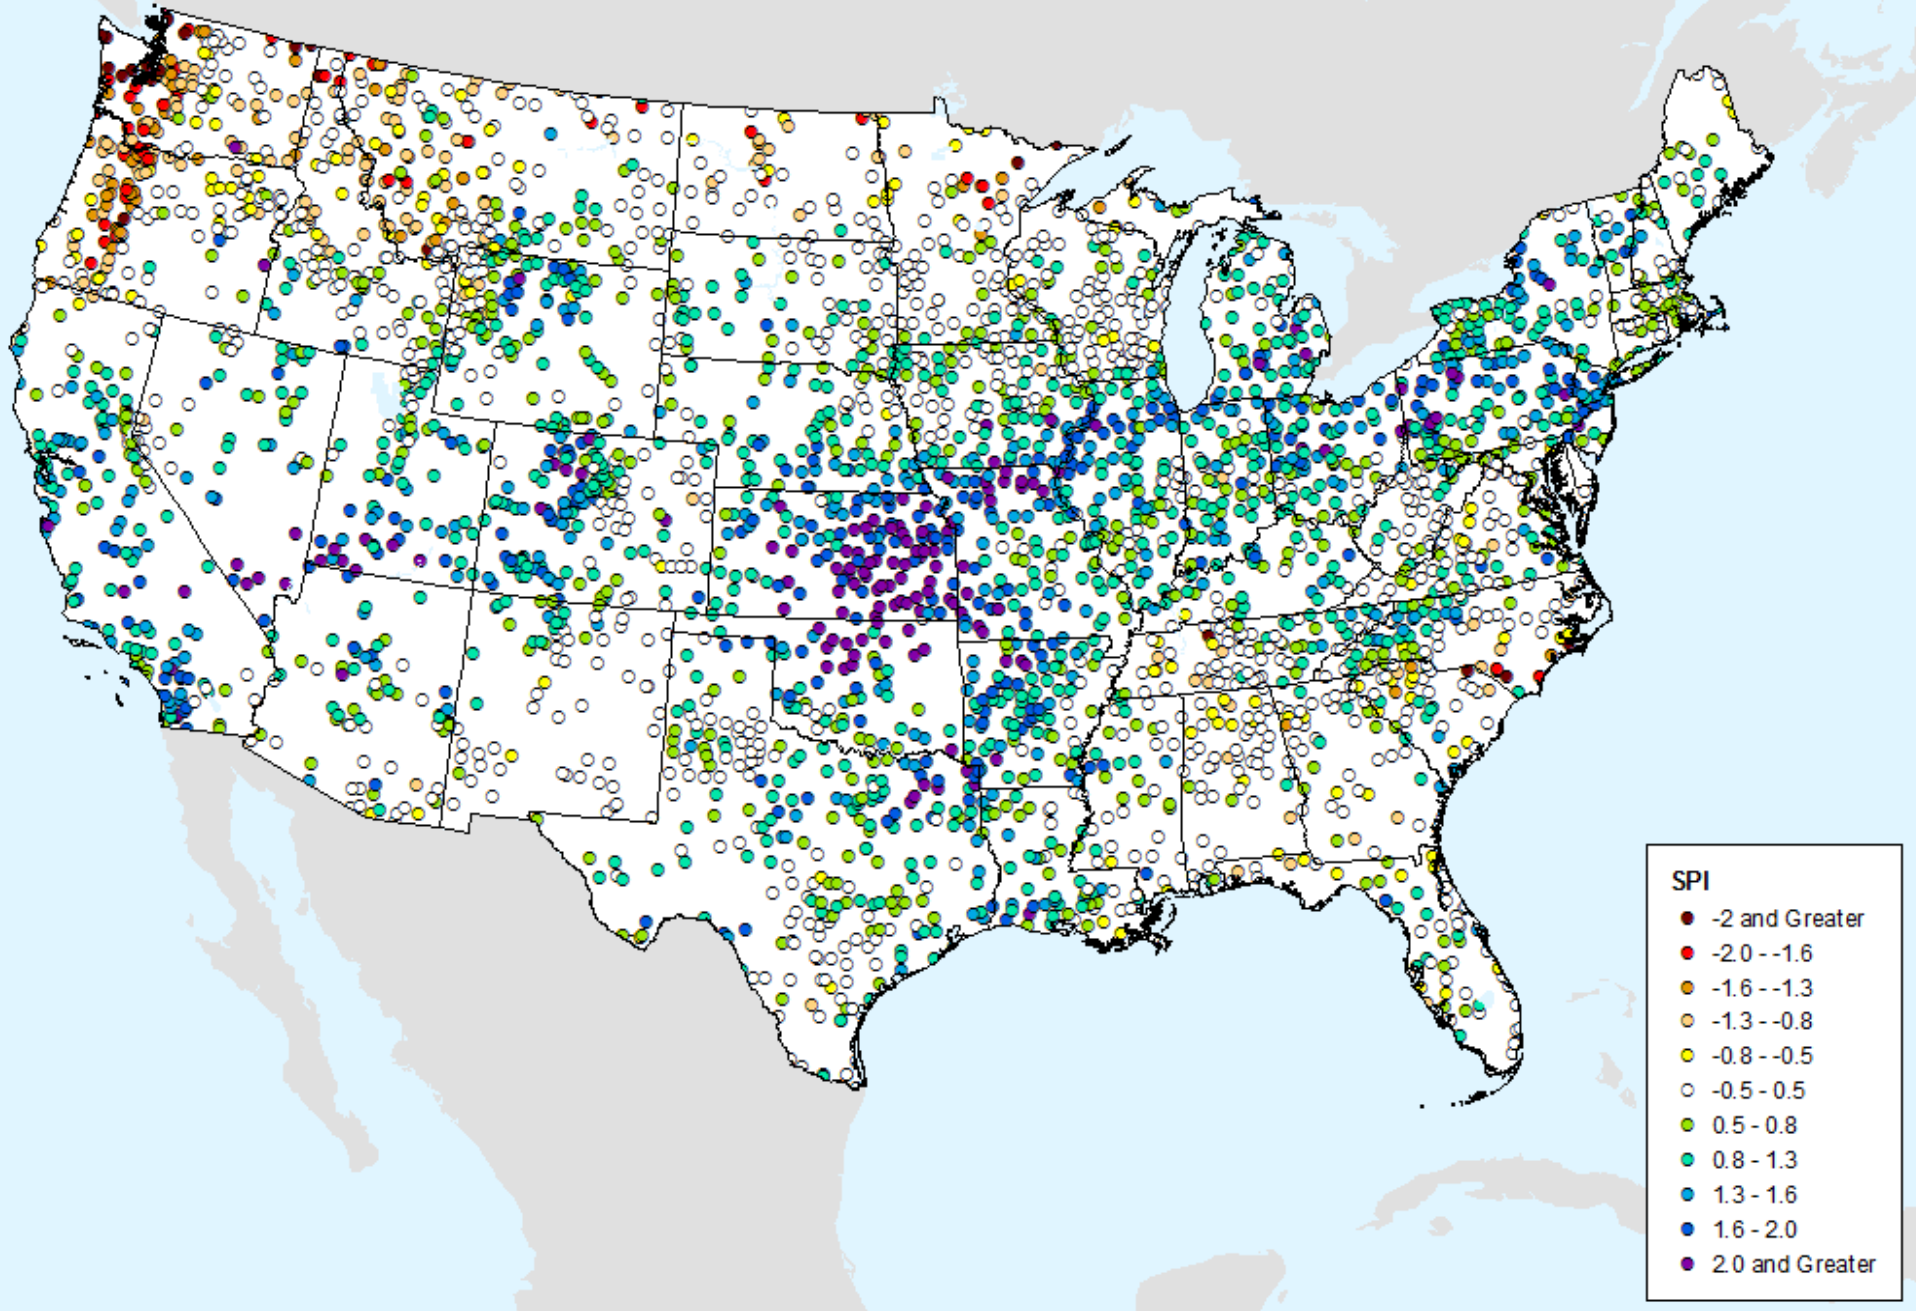 SPI
-2 and Greater
-2.0 - -1.6
-1.6 - -1.3
-1.3 - -0.8
-0.8 - -0.5
-0.5 - 0.5
0.5 - 0.8
0.8 - 1.3
1.3 - 1.6
1.6 - 2.0
2.0 and Greater